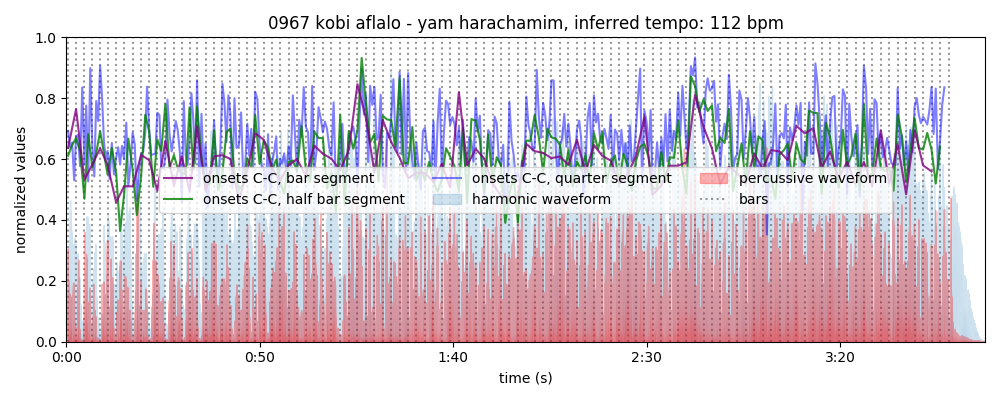 0967 kobi aflalo - yam harachamim, inferred tempo: 112 bpm
normalized values
1.0
0.8
0.6
0.4
0.2
0.0
onsets C-C, bar segment
onsets C-C, half bar segment
onsets C-C, quarter segment
harmonic waveform
percussive waveform
bars
0:00
0:50
1:40
2:30
3:20
time (s)